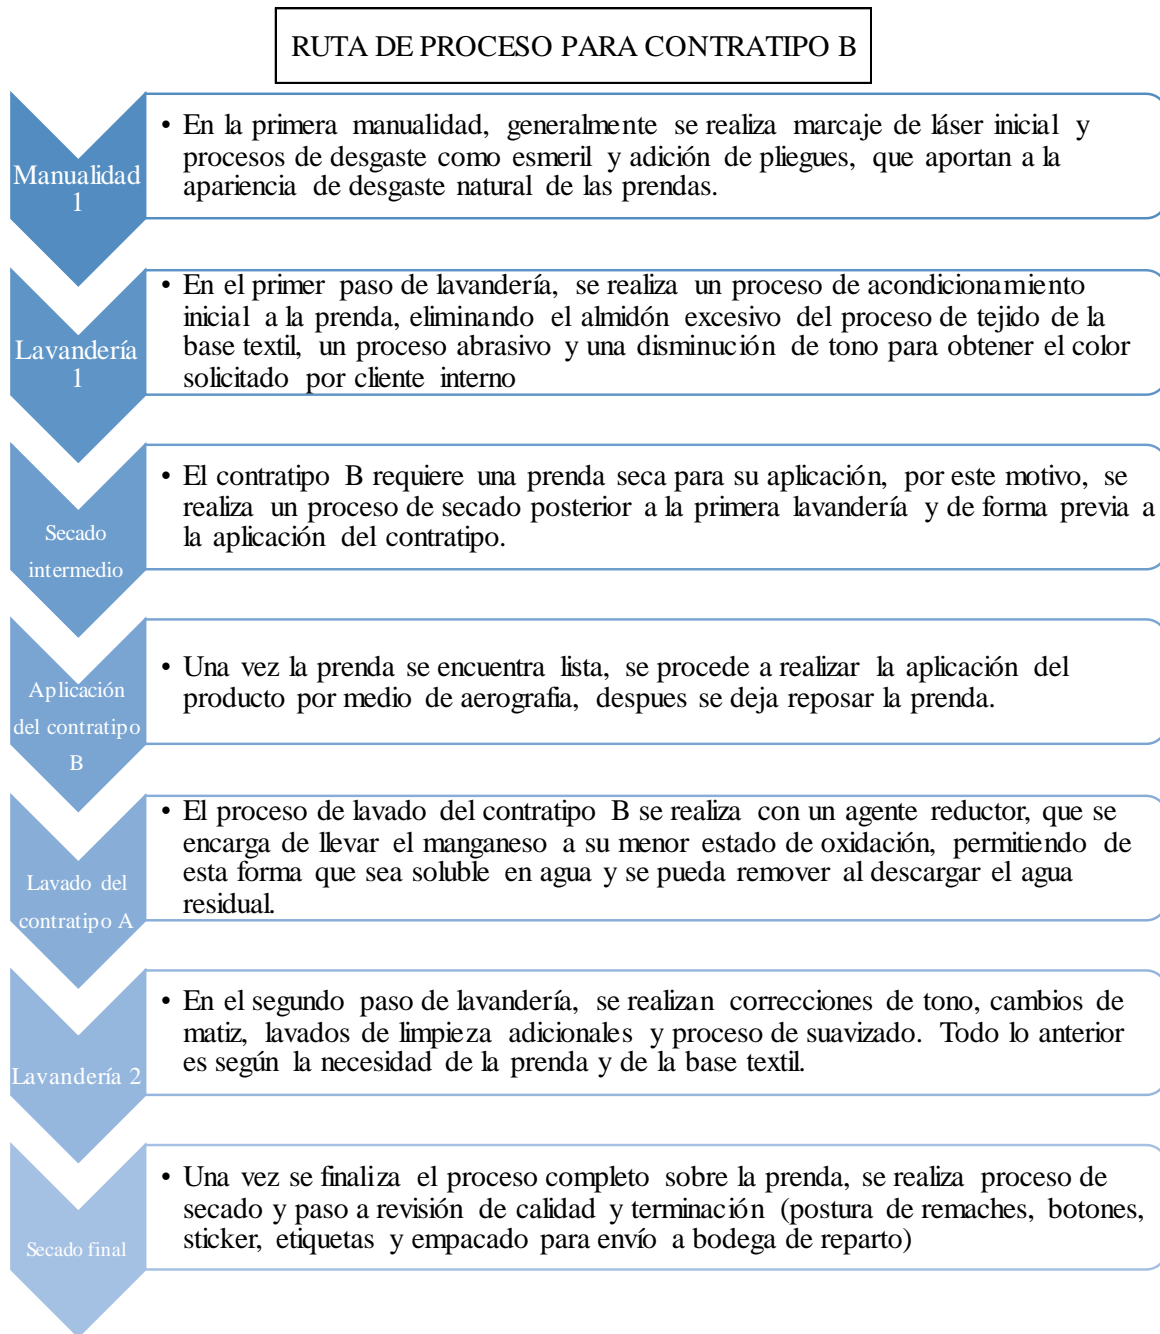 RUTA DE PROCESO PARA CONTRATIPO B
Manualidad
1
• En la primera manualidad, generalmente se realiza marcaje de láser inicial y
procesos de desgaste como esmeril y adición de pliegues, que aportan a la
apariencia de desgaste natural de las prendas.
Lavandería
1
• En el primer paso de lavandería, se realiza un proceso de acondicionamiento
inicial a la prenda, eliminando el almidón excesivo del proceso de tejido de la
base textil, un proceso abrasivo y una disminución de tono para obtener el color
solicitado por cliente interno
Secado
intermedio
• El contratipo B requiere una prenda seca para su aplicación, por este motivo, se
realiza un proceso de secado posterior a la primera lavandería y de forma previa a
la aplicación del contratipo.
Aplicación
del contratipo
B
• Una vez la prenda se encuentra lista, se procede a realizar la aplicación del
producto por medio de aerografia, despues se deja reposar la prenda.
Lavado del
contratipo A
• El proceso de lavado del contratipo B se realiza con un agente reductor, que se
encarga de llevar el manganeso a su menor estado de oxidación, permitiendo de
esta forma que sea soluble en agua y se pueda remover al descargar el agua
residual.
Lavandería 2
• En el segundo paso de lavandería, se realizan correcciones de tono, cambios de
matiz, lavados de limpieza adicionales y proceso de suavizado. Todo lo anterior
es según la necesidad de la prenda y de la base textil.
Secado final
• Una vez se finaliza el proceso completo sobre la prenda, se realiza proceso de
secado y paso a revisión de calidad y terminación (postura de remaches, botones,
sticker, etiquetas y empacado para envío a bodega de reparto)